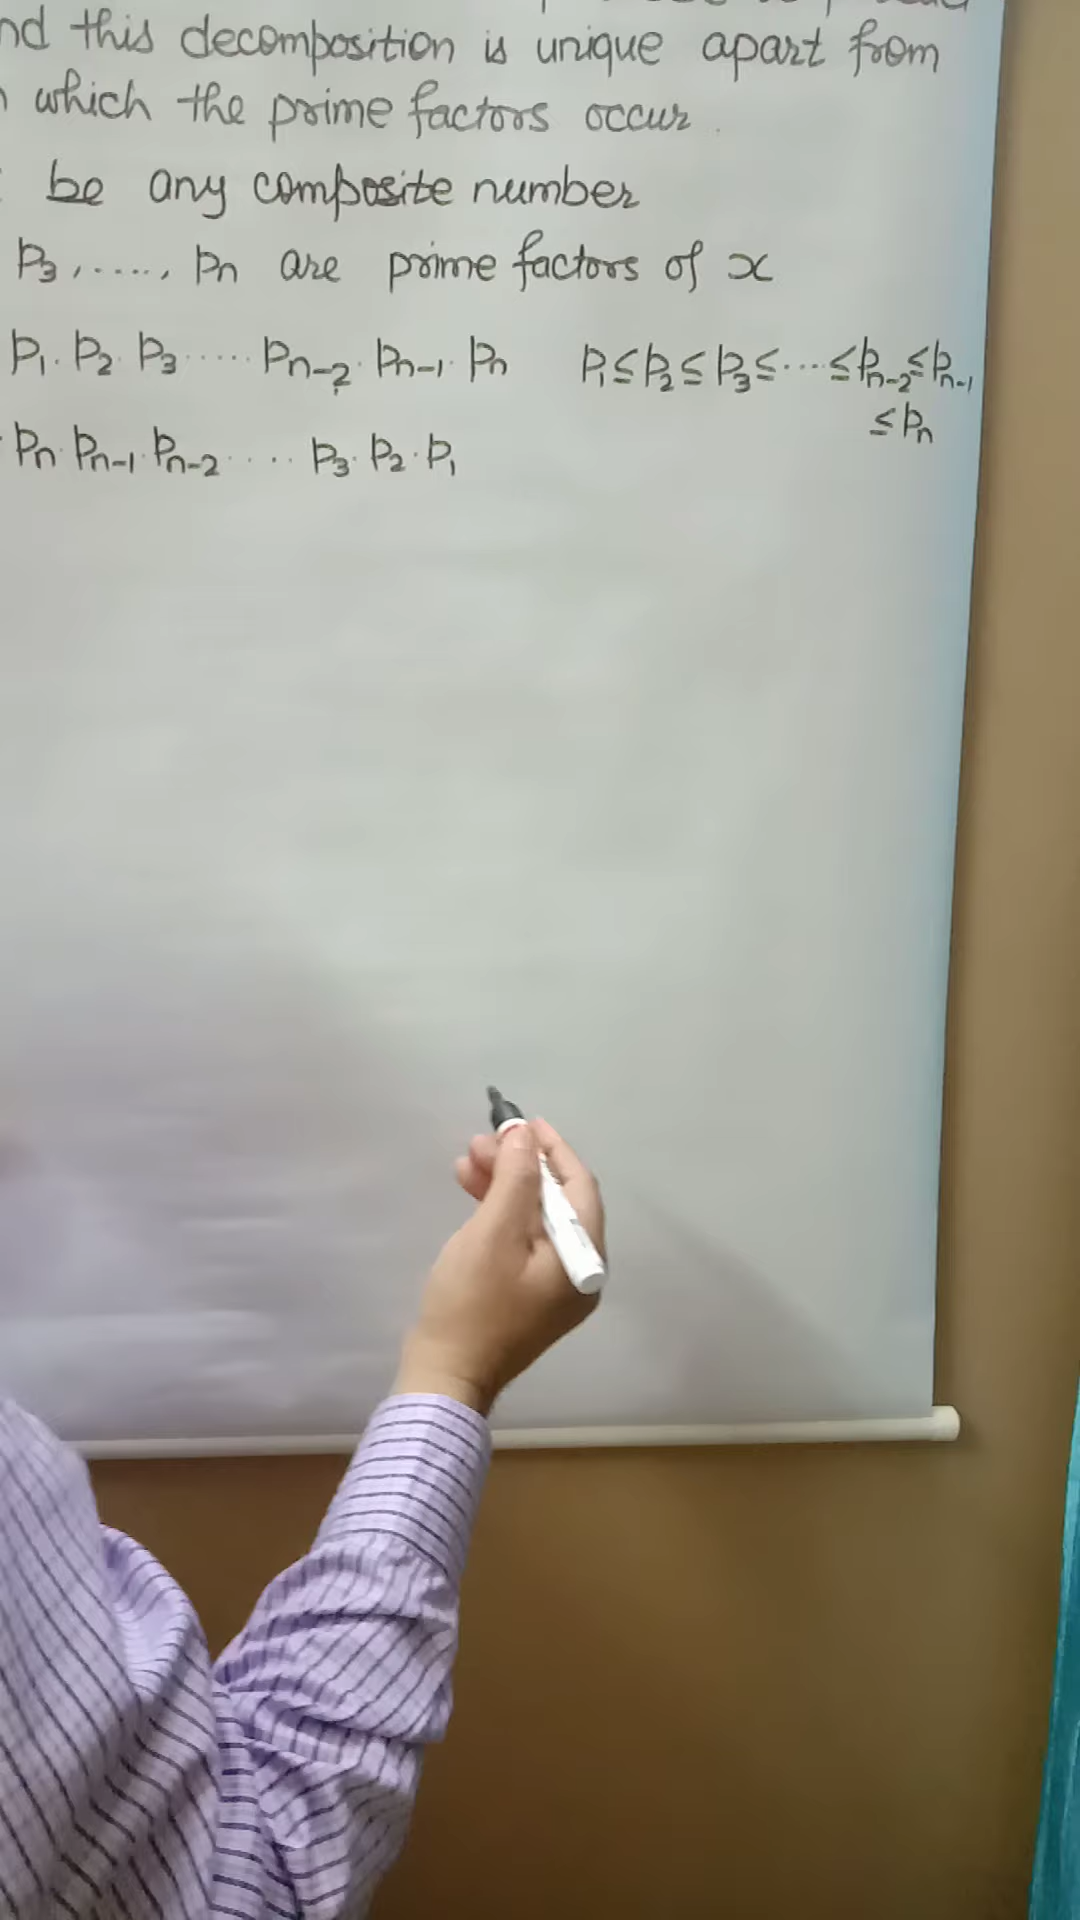 nd this decomposition is unique apart from
which the prime factors occur.
be any composite number
P₃, ....., Pn are prime factors of x
P₁. P₂. P₃ ..... Pn-2. Pn-1. Pn P₁ ≤ P₂ ≤ P₃ ≤ .... ≤ Pn-2 ≤ Pn-1
≤ Pn
Pn. Pn-1. Pn-2 .... P₃. P₂. P₁